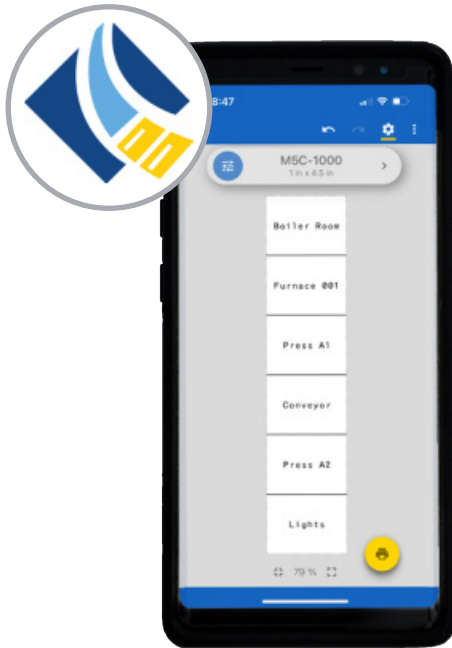 8:47
M5C-1000
1 in x 4.5 in
Boiler Room
Furnace 001
Press A1
Conveyor
Press A2
Lights
79 %